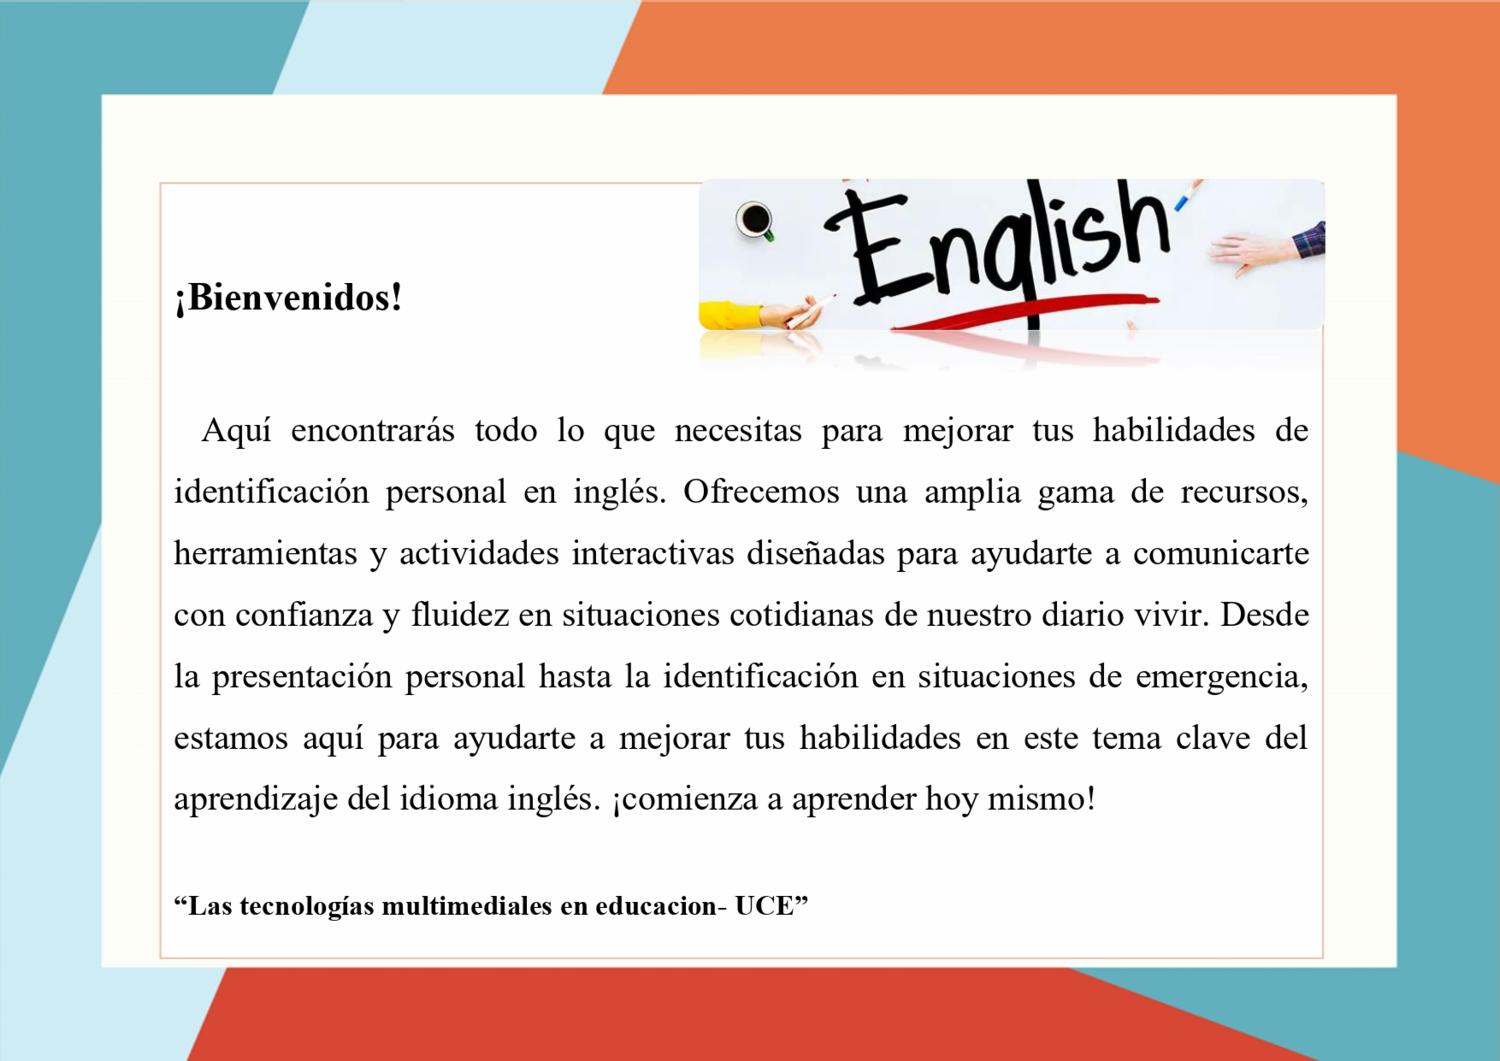 English
¡Bienvenidos!
Aquí encontrarás todo lo que necesitas para mejorar tus habilidades de
identificación personal en inglés. Ofrecemos una amplia gama de recursos,
herramientas y actividades interactivas diseñadas para ayudarte a comunicarte
con confianza y fluidez en situaciones cotidianas de nuestro diario vivir. Desde
la presentación personal hasta la identificación en situaciones de emergencia,
estamos aquí para ayudarte a mejorar tus habilidades en este tema clave del
aprendizaje del idioma inglés. ¡comienza a aprender hoy mismo!
“Las tecnologías multimediales en educacion- UCE”